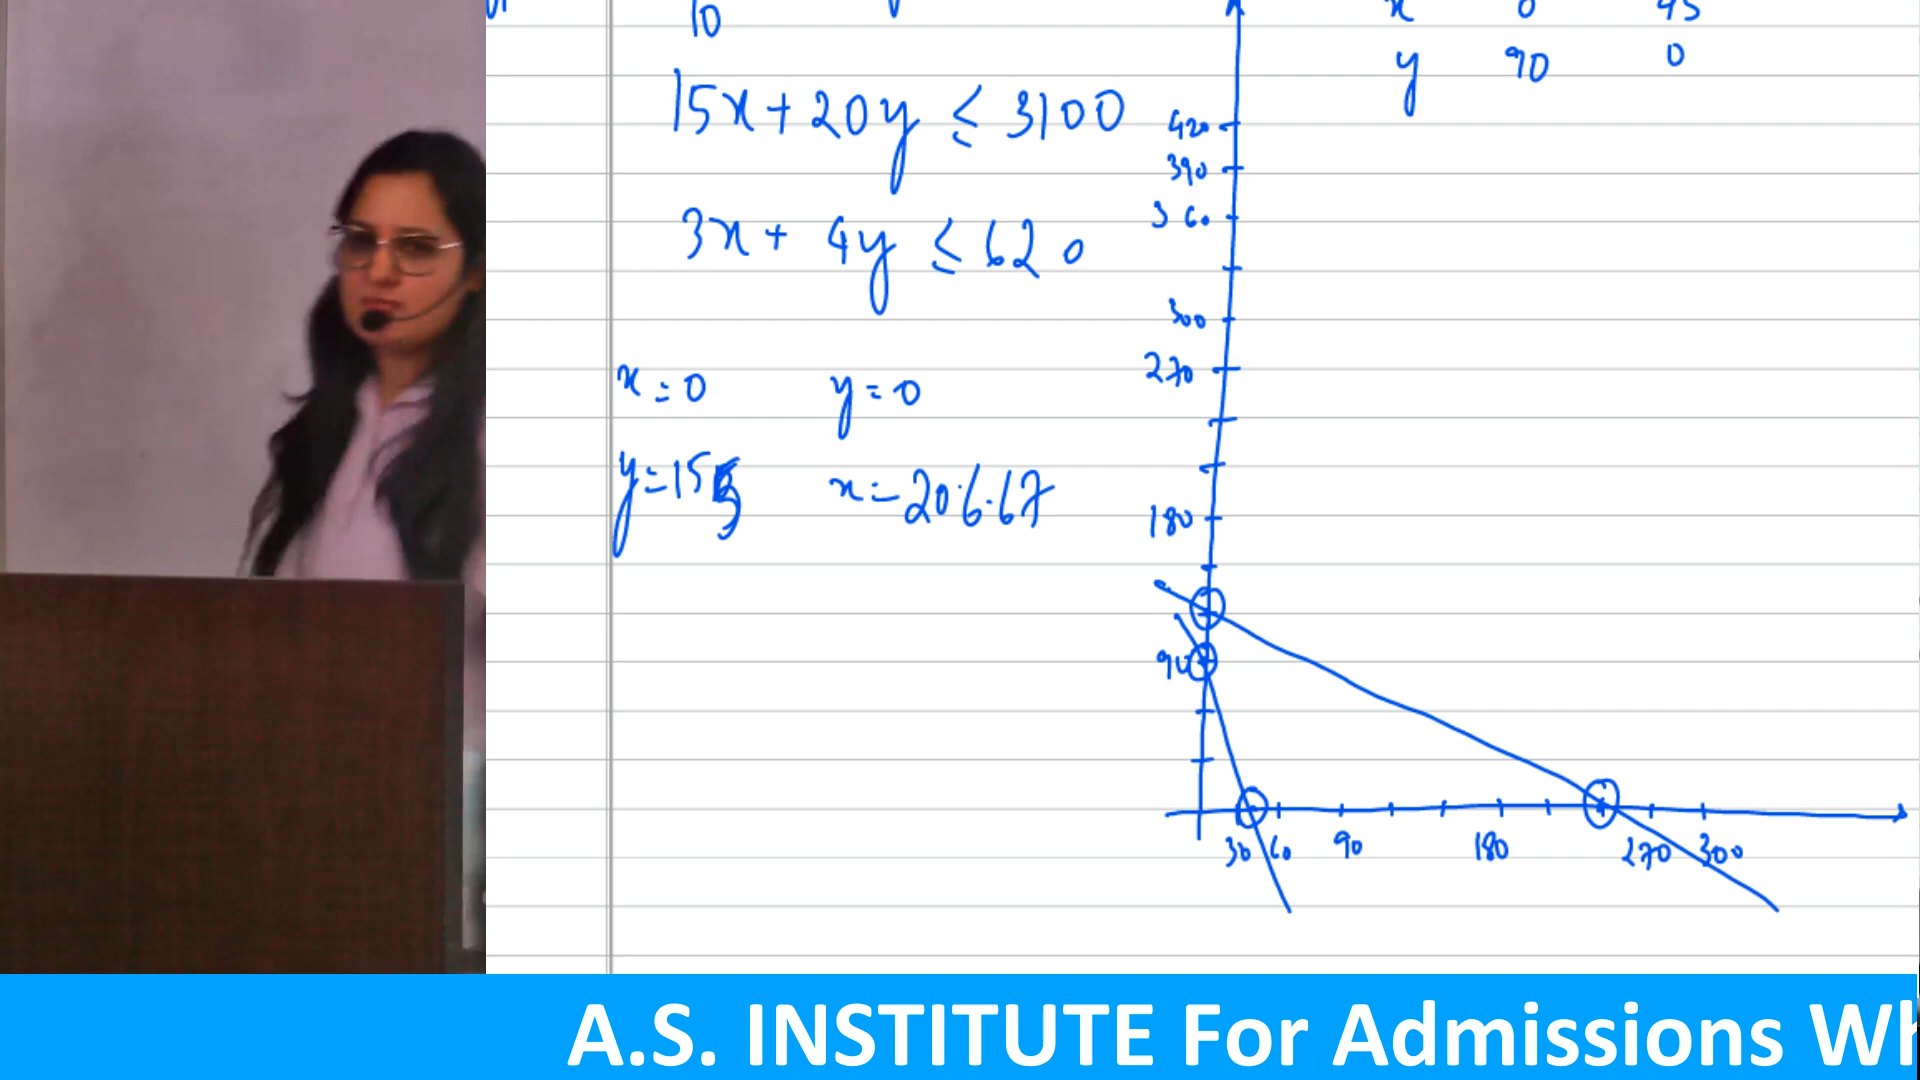 10
x 0 45
y 90 0
15x + 20y ≤ 3100
3x + 4y ≤ 620
x = 0 y = 0
y = 155 x = 206.67
420
390
360
300
270
180
90
30 60 90 180 270 300
A.S. INSTITUTE For Admissions Wh